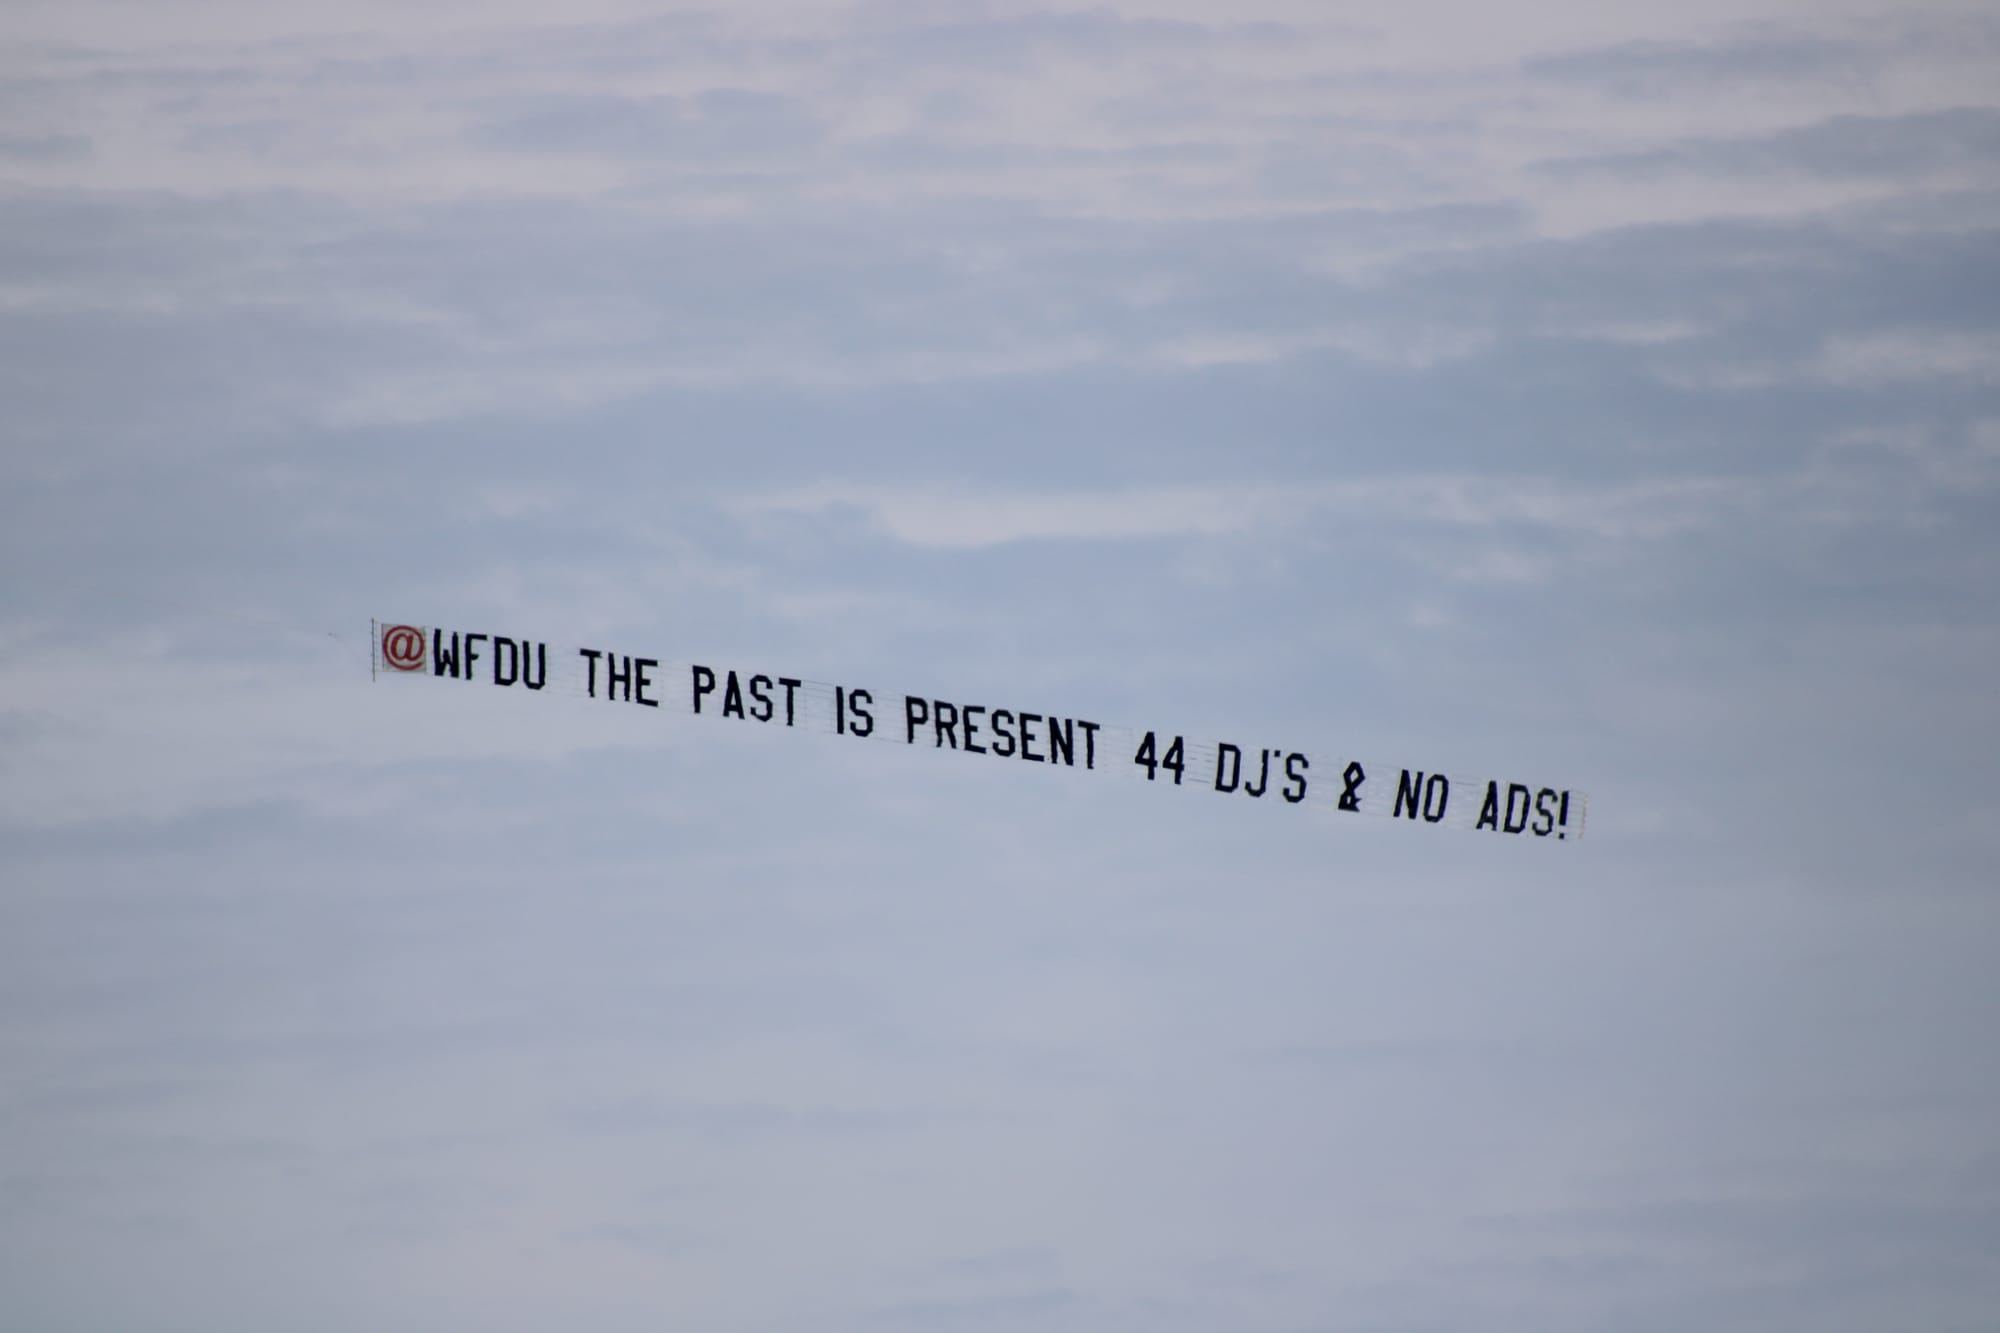 @WFDU THE PAST IS PRESENT 44 DJ'S & NO ADS!